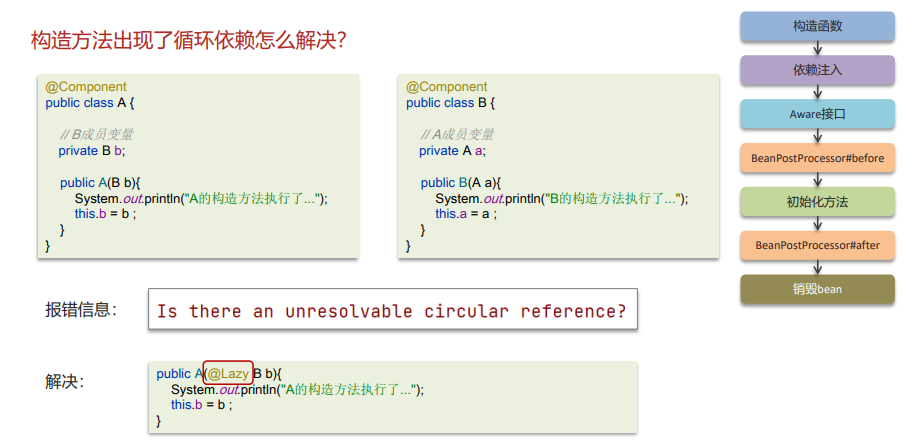 构造方法出现了循环依赖怎么解决？
@Component
public class A {
// B成员变量
private B b;
public A(B b){
System.out.println("A的构造方法执行了...");
this.b = b ;
}
}
@Component
public class B {
// A成员变量
private A a;
public B(A a){
System.out.println("B的构造方法执行了...");
this.a = a ;
}
}
构造函数
依赖注入
Aware接口
BeanPostProcessor#before
初始化方法
BeanPostProcessor#after
销毁bean
报错信息：
Is there an unresolvable circular reference?
解决：
public A(@Lazy B b){
System.out.println("A的构造方法执行了...");
this.b = b ;
}